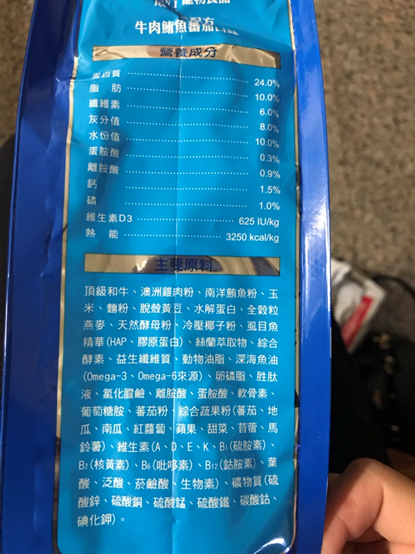 寵物食品
牛肉鮪魚蕃茄口味
營養成分
蛋白質 24.0%
脂 肪 10.0%
纖維素 6.0%
灰分值 8.0%
水份值 10.0%
蛋胺酸 0.3%
離胺酸 0.9%
鈣 1.5%
磷 1.0%
維生素D3 625 IU/kg
熱 能 3250 kcal/kg
主要原料
頂級和牛、澳洲雞肉粉、南洋鮪魚粉、玉
米、麵粉、脫殼黃豆、水解蛋白、全穀粒
燕麥、天然酵母粉、冷壓椰子粉、虱目魚
精華(HAP、膠原蛋白)、絲蘭萃取物、綜合
酵素、益生纖維質、動物油脂、深海魚油
(Omega-3、Omega-6來源)、卵磷脂、胜肽
液、氯化膽鹼、離胺酸、蛋胺酸、軟骨素、
葡萄糖胺、蕃茄粉、綜合蔬果粉(蕃茄、地
瓜、南瓜、紅蘿蔔、蘋果、甜菜、苜蓿、馬
鈴薯)、維生素(A、D、E、K、B1(硫胺素)、
B2(核黃素)、B6(吡哆素)、B12(鈷胺素)、葉
酸、泛酸、菸鹼酸、生物素)、礦物質(硫
酸鋅、硫酸銅、硫酸錳、硫酸鐵、碳酸鈷、
碘化鉀)。